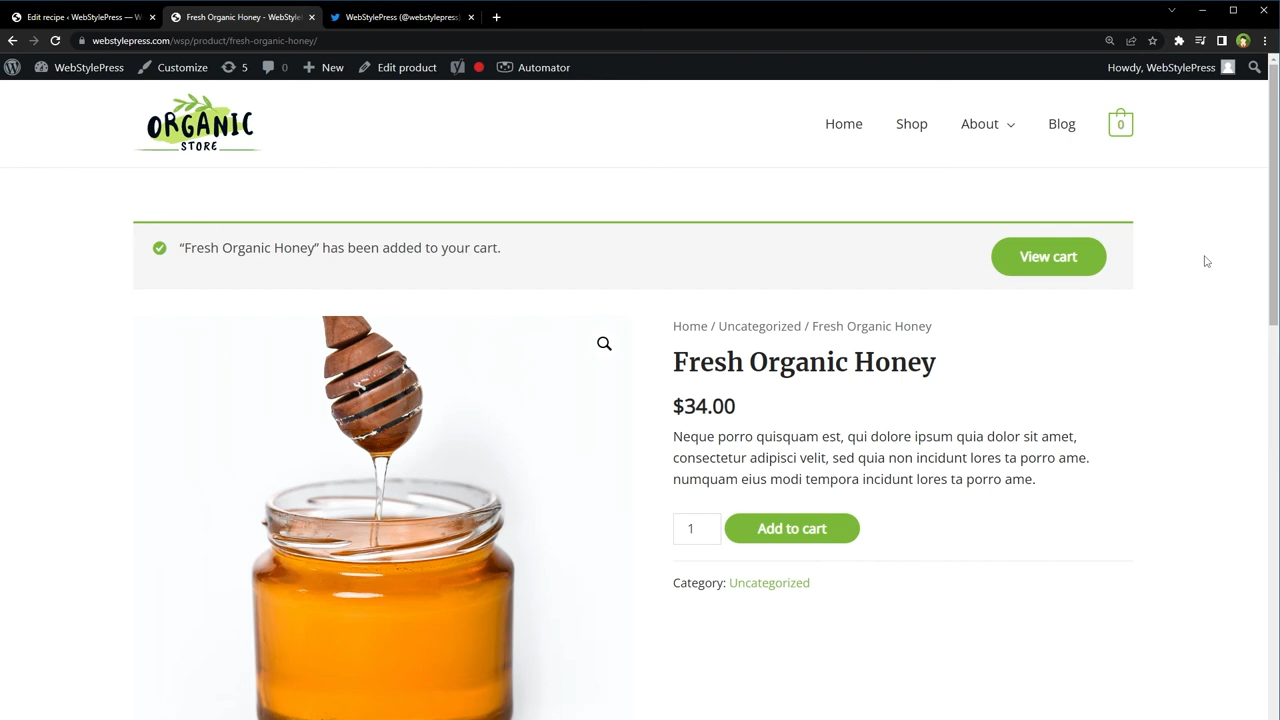 Edit recipe ‹ WebStylePress — W
Fresh Organic Honey - WebStyle
WebStylePress (@webstylepress)
webstylepress.com/wsp/product/fresh-organic-honey/
WebStylePress
Customize
5
0
New
Edit product
Automator
Howdy, WebStylePress
ORGANIC
STORE
Home
Shop
About
Blog
0
“Fresh Organic Honey” has been added to your cart.
View cart
Home / Uncategorized / Fresh Organic Honey
Fresh Organic Honey
$34.00
Neque porro quisquam est, qui dolore ipsum quia dolor sit amet,
consectetur adipisci velit, sed quia non incidunt lores ta porro ame.
numquam eius modi tempora incidunt lores ta porro ame.
1
Add to cart
Category: Uncategorized